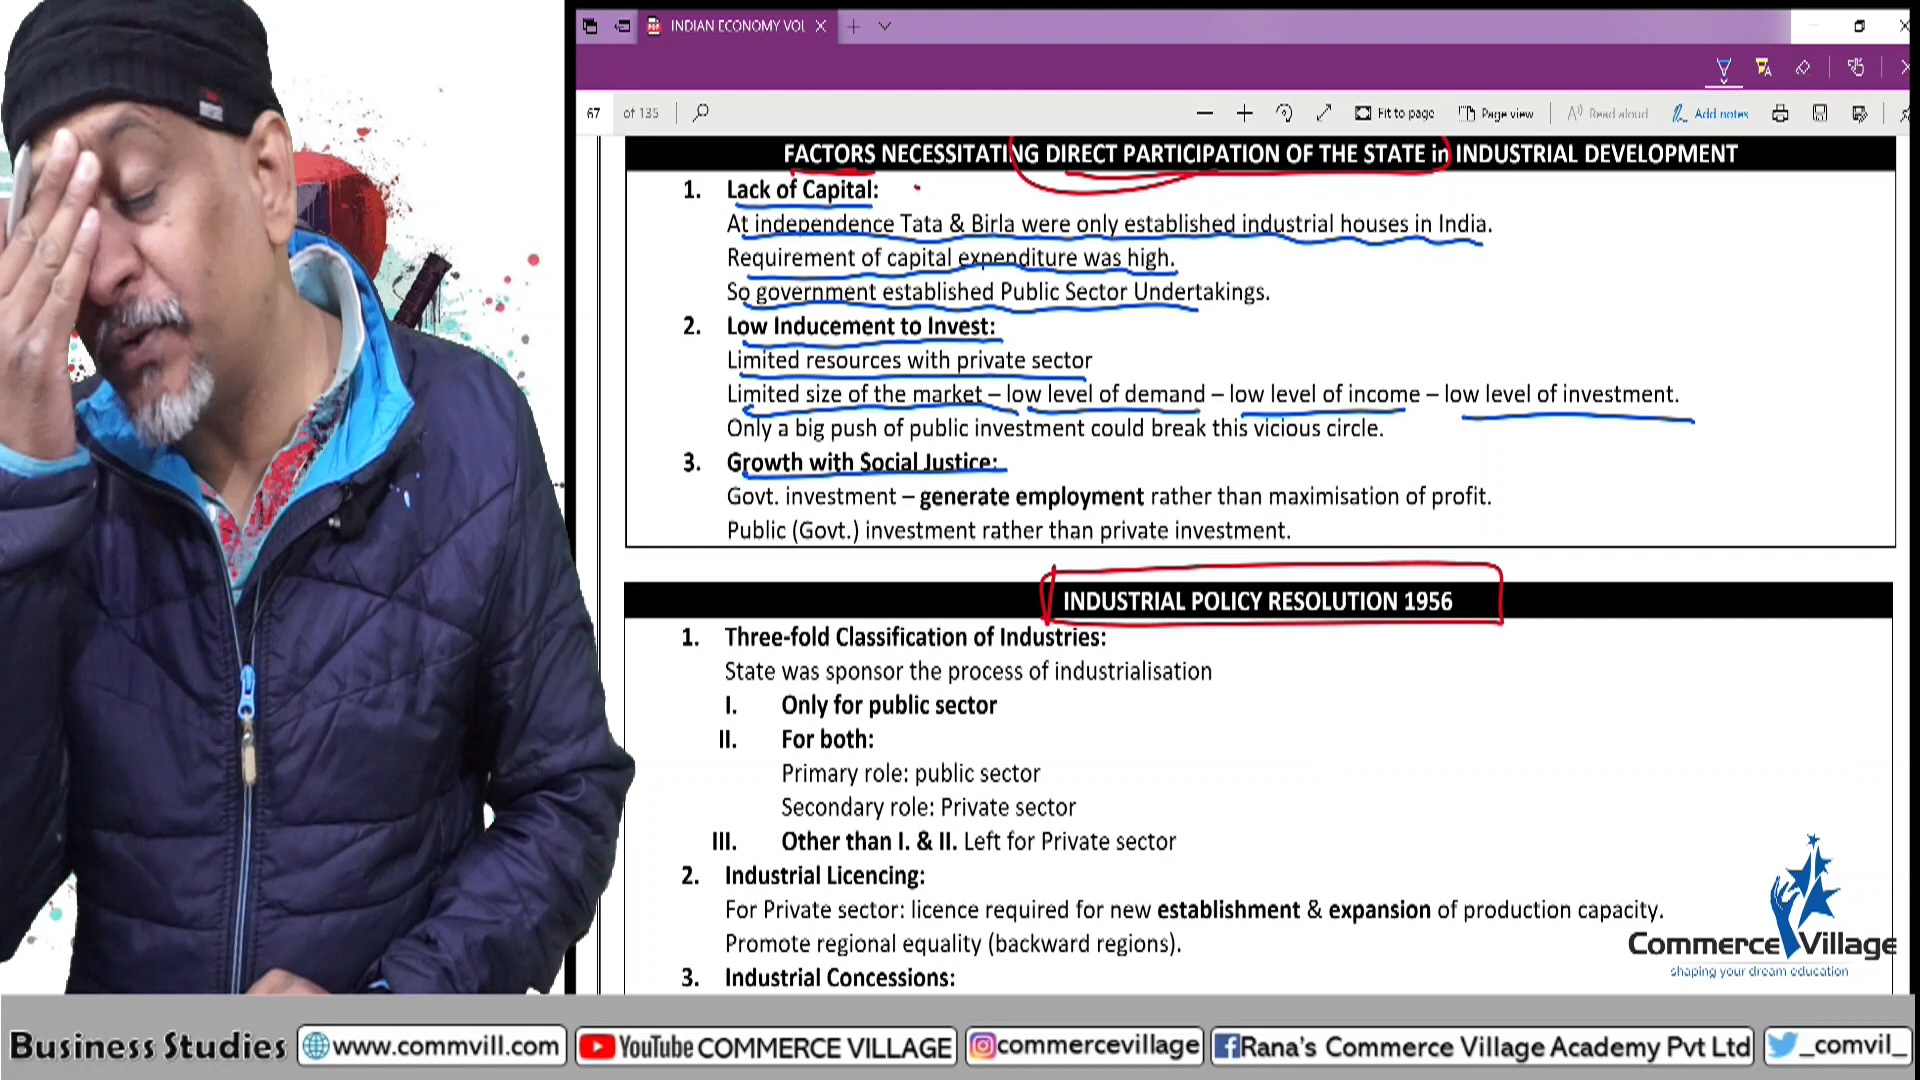 INDIAN ECONOMY VOL
67 of 135
Fit to page
Page view
Read aloud
Add notes
FACTORS NECESSITATING DIRECT PARTICIPATION OF THE STATE in INDUSTRIAL DEVELOPMENT
1. Lack of Capital:
At independence Tata & Birla were only established industrial houses in India.
Requirement of capital expenditure was high.
So government established Public Sector Undertakings.
2. Low Inducement to Invest:
Limited resources with private sector
Limited size of the market – low level of demand – low level of income – low level of investment.
Only a big push of public investment could break this vicious circle.
3. Growth with Social Justice:
Govt. investment – generate employment rather than maximisation of profit.
Public (Govt.) investment rather than private investment.
INDUSTRIAL POLICY RESOLUTION 1956
1. Three-fold Classification of Industries:
State was sponsor the process of industrialisation
I. Only for public sector
II. For both:
Primary role: public sector
Secondary role: Private sector
III. Other than I. & II. Left for Private sector
2. Industrial Licencing:
For Private sector: licence required for new establishment & expansion of production capacity.
Promote regional equality (backward regions).
3. Industrial Concessions:
Commerce Village
shaping your dream education
Business Studies
www.commvill.com
YouTube COMMERCE VILLAGE
commercevillage
Rana's Commerce Village Academy Pvt Ltd
_comvil_